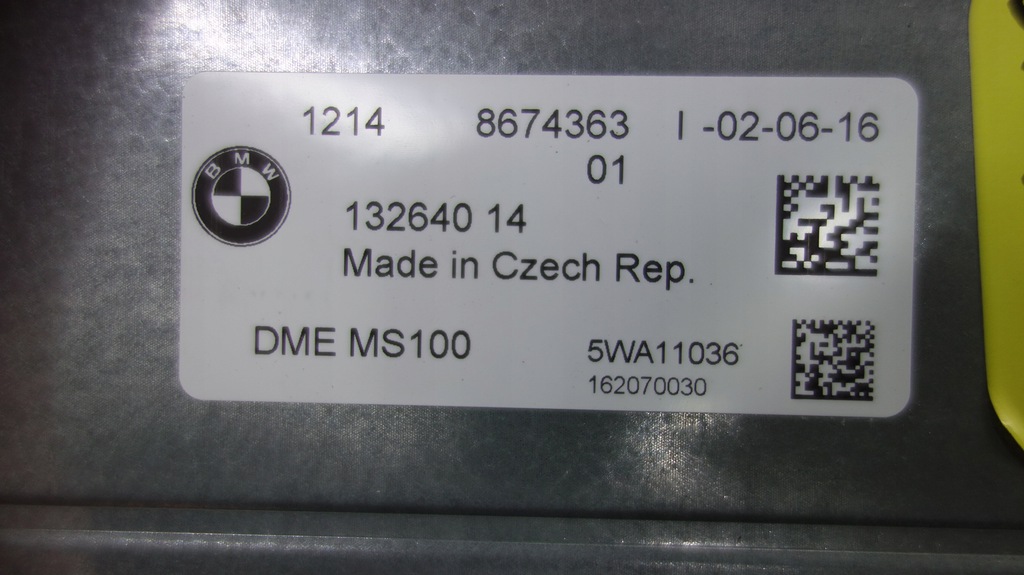 1214 8674363 I -02-06-16
01
BMW
132640 14
Made in Czech Rep.
DME MS100
5WA11036
162070030